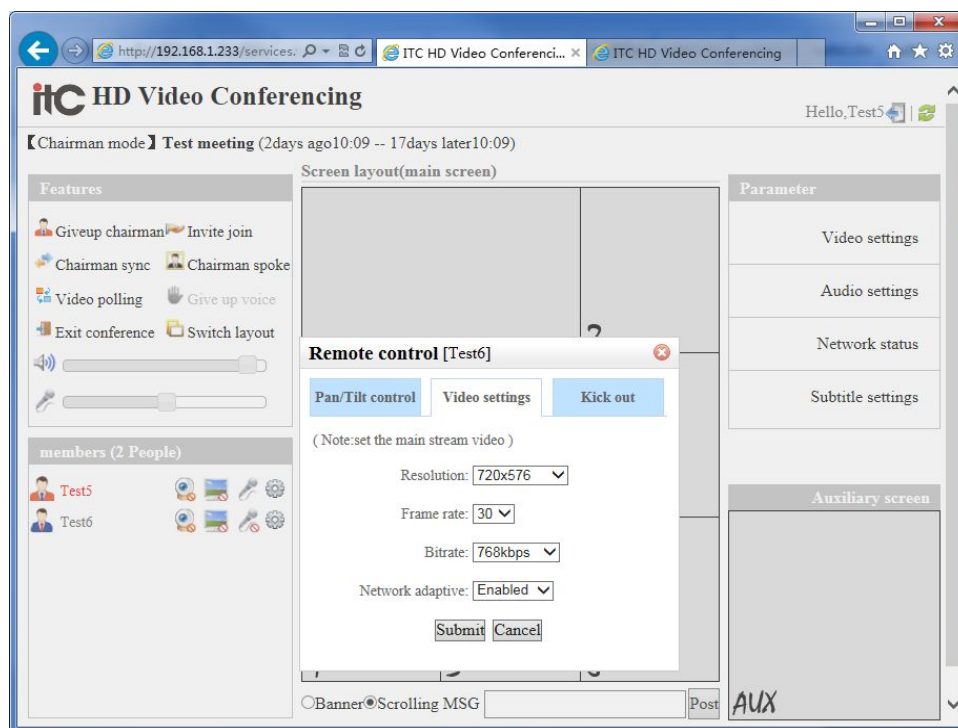 http://192.168.1.233/services.
ITC HD Video Conferenci...
ITC HD Video Conferencing
itC HD Video Conferencing
Hello,Test5
【Chairman mode】Test meeting (2days ago10:09 -- 17days later10:09)
Features
Giveup chairman
Invite join
Chairman sync
Chairman spoke
Video polling
Give up voice
Exit conference
Switch layout
members (2 People)
Test5
Test6
Screen layout(main screen)
2
Remote control [Test6]
Pan/Tilt control
Video settings
Kick out
( Note:set the main stream video )
Resolution: 720x576
Frame rate: 30
Bitrate: 768kbps
Network adaptive: Enabled
Submit Cancel
Banner Scrolling MSG
Post
Parameter
Video settings
Audio settings
Network status
Subtitle settings
Auxiliary screen
AUX